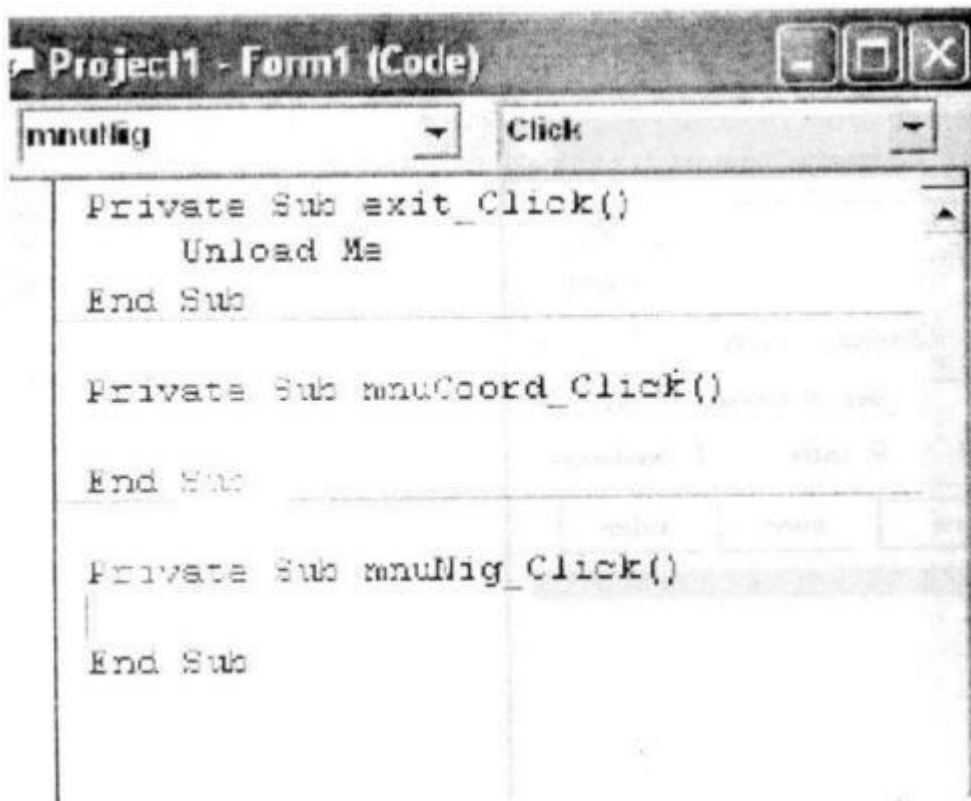 Project1 - Form1 (Code)
mnuNig Click
Private Sub exit_Click()
Unload Me
End Sub
Private Sub mnuCoord_Click()
End Sub
Private Sub mnuNig_Click()
End Sub